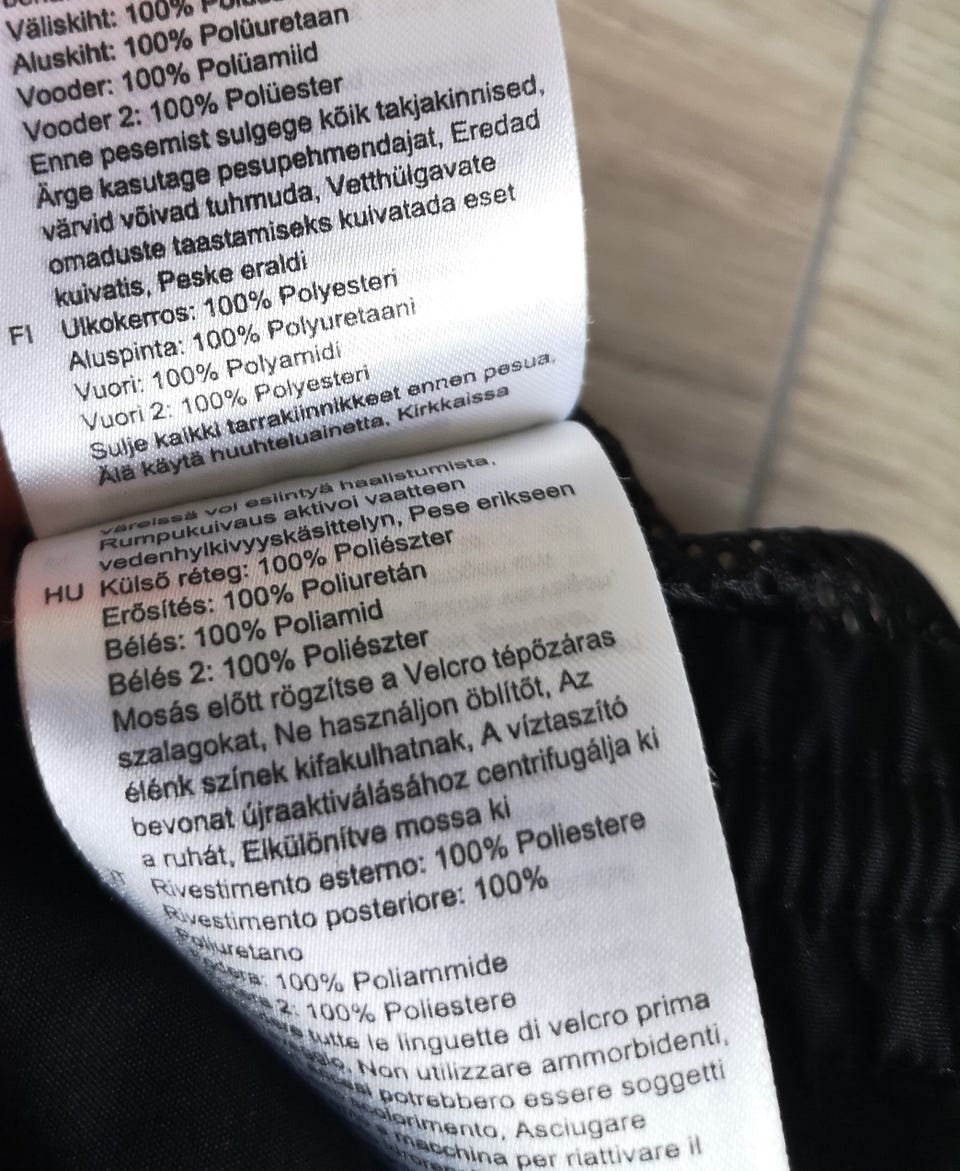 Väliskiht: 100%
Aluskiht: 100% Polüuretaan
Vooder: 100% Polüamiid
Vooder 2: 100% Polüester
Enne pesemist sulgege kõik takjakinnised,
Ärge kasutage pesupehmendajat, Eredad
värvid võivad tuhmuda, Vetthülgavate
omaduste taastamiseks kuivatada eset
kuivatis, Peske eraldi
FI Ulkokerros: 100% Polyesteri
Aluspinta: 100% Polyuretaani
Vuori: 100% Polyamidi
Vuori 2: 100% Polyesteri
Sulje kaikki tarrakiinnikkeet ennen pesua,
Älä käytä huuhteluainetta, Kirkkaissa
väreissä voi esiintyä haalistumista,
Rumpukuivaus aktivoi vaatteen
vedenhylkivyyskäsittelyn, Pese erikseen
HU Külső réteg: 100% Poliészter
Erősítés: 100% Poliuretán
Bélés: 100% Poliamid
Bélés 2: 100% Poliészter
Mosás előtt rögzítse a Velcro tépőzáras
szalagokat, Ne használjon öblítőt, Az
élénk színek kifakulhatnak, A víztaszító
bevonat újraaktiválásához centrifugálja ki
a ruhát, Elkülönítve mossa ki
IT Rivestimento esterno: 100% Poliestere
Rivestimento posteriore: 100%
Poliuretano
100% Poliammide
2: 100% Poliestere
tutte le linguette di velcro prima
Non utilizzare ammorbidenti,
potrebbero essere soggetti
Asciugare
macchina per riattivare il